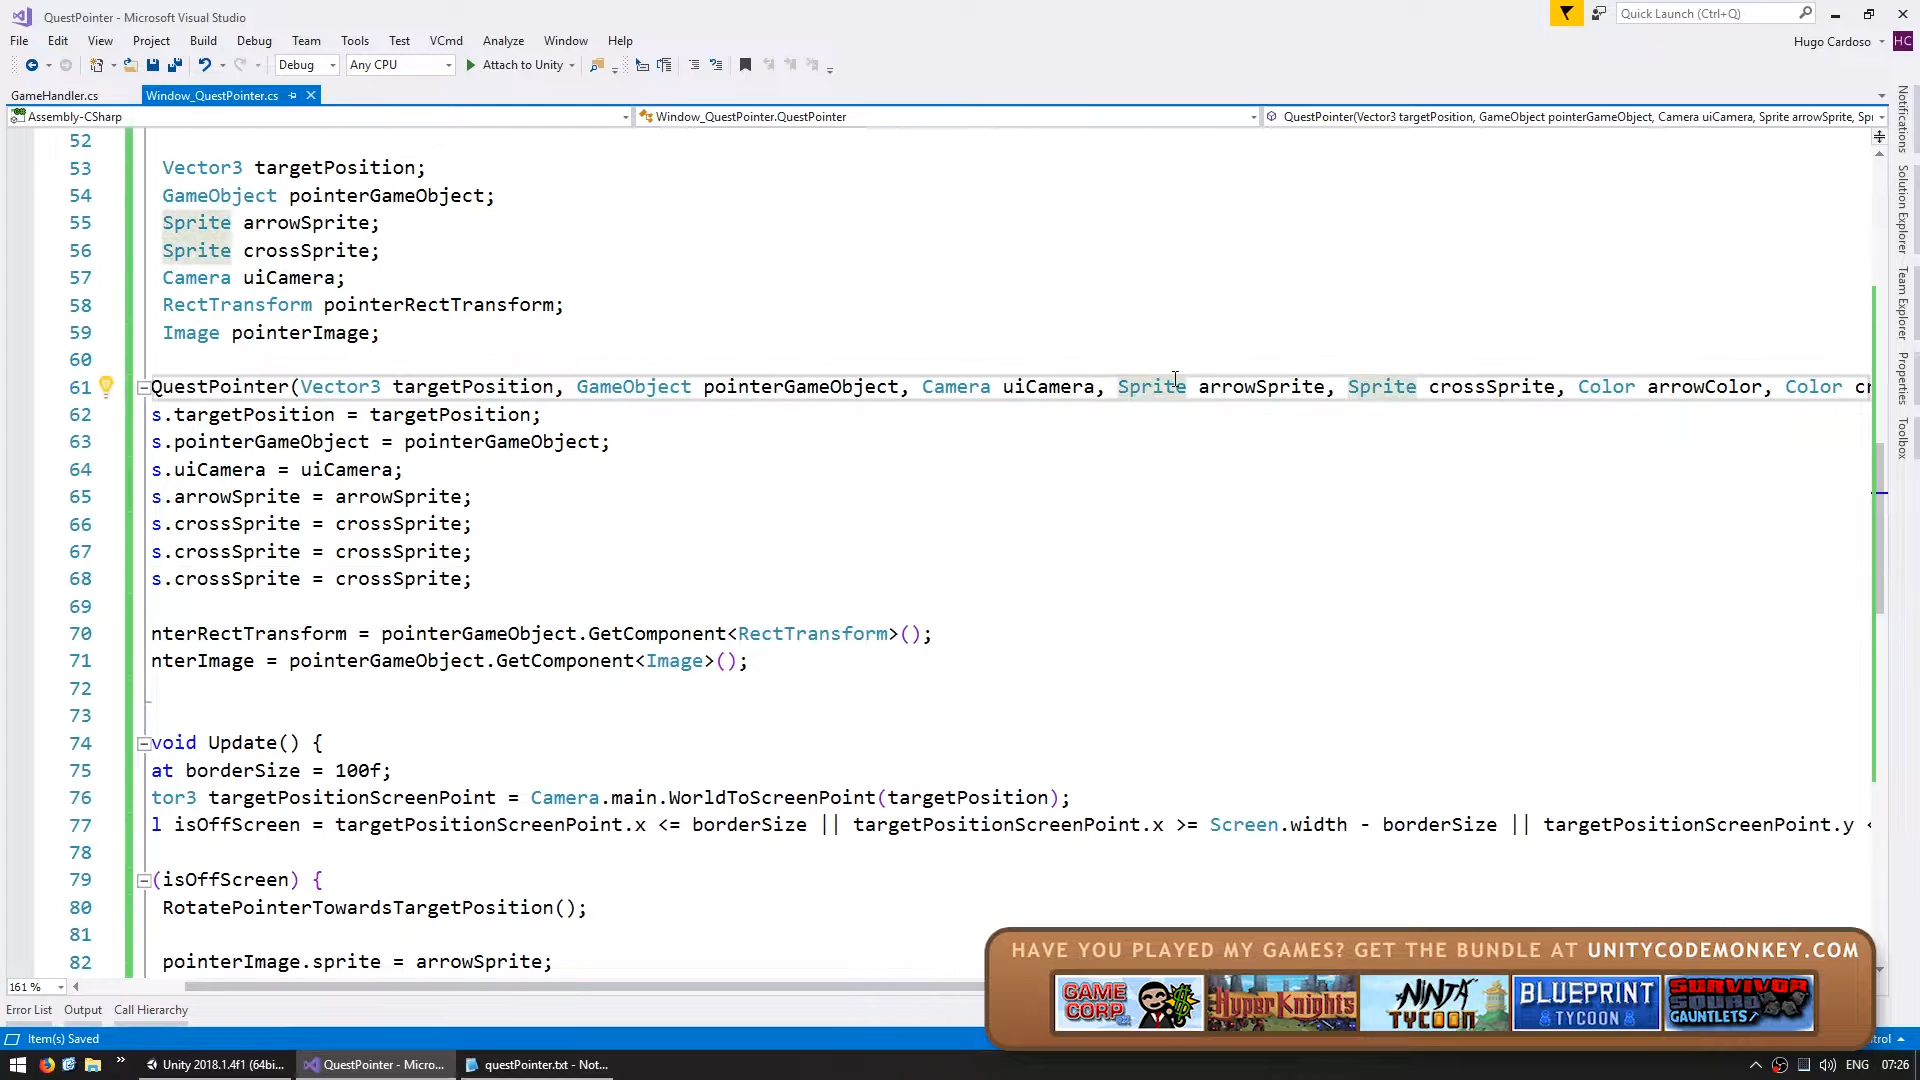 QuestPointer - Microsoft Visual Studio
Quick Launch (Ctrl+Q)
File Edit View Project Build Debug Team Tools Test VCmd Analyze Window Help
Hugo Cardoso HC
Debug Any CPU Attach to Unity
GameHandler.cs Window_QuestPointer.cs
Assembly-CSharp Window_QuestPointer.QuestPointer QuestPointer(Vector3 targetPosition, GameObject pointerGameObject, Camera uiCamera, Sprite arrowSprite, Spr
52
53 Vector3 targetPosition;
54 GameObject pointerGameObject;
55 Sprite arrowSprite;
56 Sprite crossSprite;
57 Camera uiCamera;
58 RectTransform pointerRectTransform;
59 Image pointerImage;
60
61 QuestPointer(Vector3 targetPosition, GameObject pointerGameObject, Camera uiCamera, Sprite arrowSprite, Sprite crossSprite, Color arrowColor, Color cr
62 s.targetPosition = targetPosition;
63 s.pointerGameObject = pointerGameObject;
64 s.uiCamera = uiCamera;
65 s.arrowSprite = arrowSprite;
66 s.crossSprite = crossSprite;
67 s.crossSprite = crossSprite;
68 s.crossSprite = crossSprite;
69
70 nterRectTransform = pointerGameObject.GetComponent<RectTransform>();
71 nterImage = pointerGameObject.GetComponent<Image>();
72
73
74 void Update() {
75 at borderSize = 100f;
76 tor3 targetPositionScreenPoint = Camera.main.WorldToScreenPoint(targetPosition);
77 l isOffScreen = targetPositionScreenPoint.x <= borderSize || targetPositionScreenPoint.x >= Screen.width - borderSize || targetPositionScreenPoint.y <
78
79 (isOffScreen) {
80 RotatePointerTowardsTargetPosition();
81
82 pointerImage.sprite = arrowSprite;
Notifications
Solution Explorer
Team Explorer
Properties
Toolbox
HAVE YOU PLAYED MY GAMES? GET THE BUNDLE AT UNITYCODEMONKEY.COM
GAME CORP
HYPER KNIGHTS
NINJA TYCOON
BLUEPRINT TYCOON
SURVIVOR SQUAD GAUNTLETS
161 %
Error List Output Call Hierarchy
Item(s) Saved
trol
Unity 2018.1.4f1 (64bi... QuestPointer - Micro... questPointer.txt - Not...
ENG 07:26